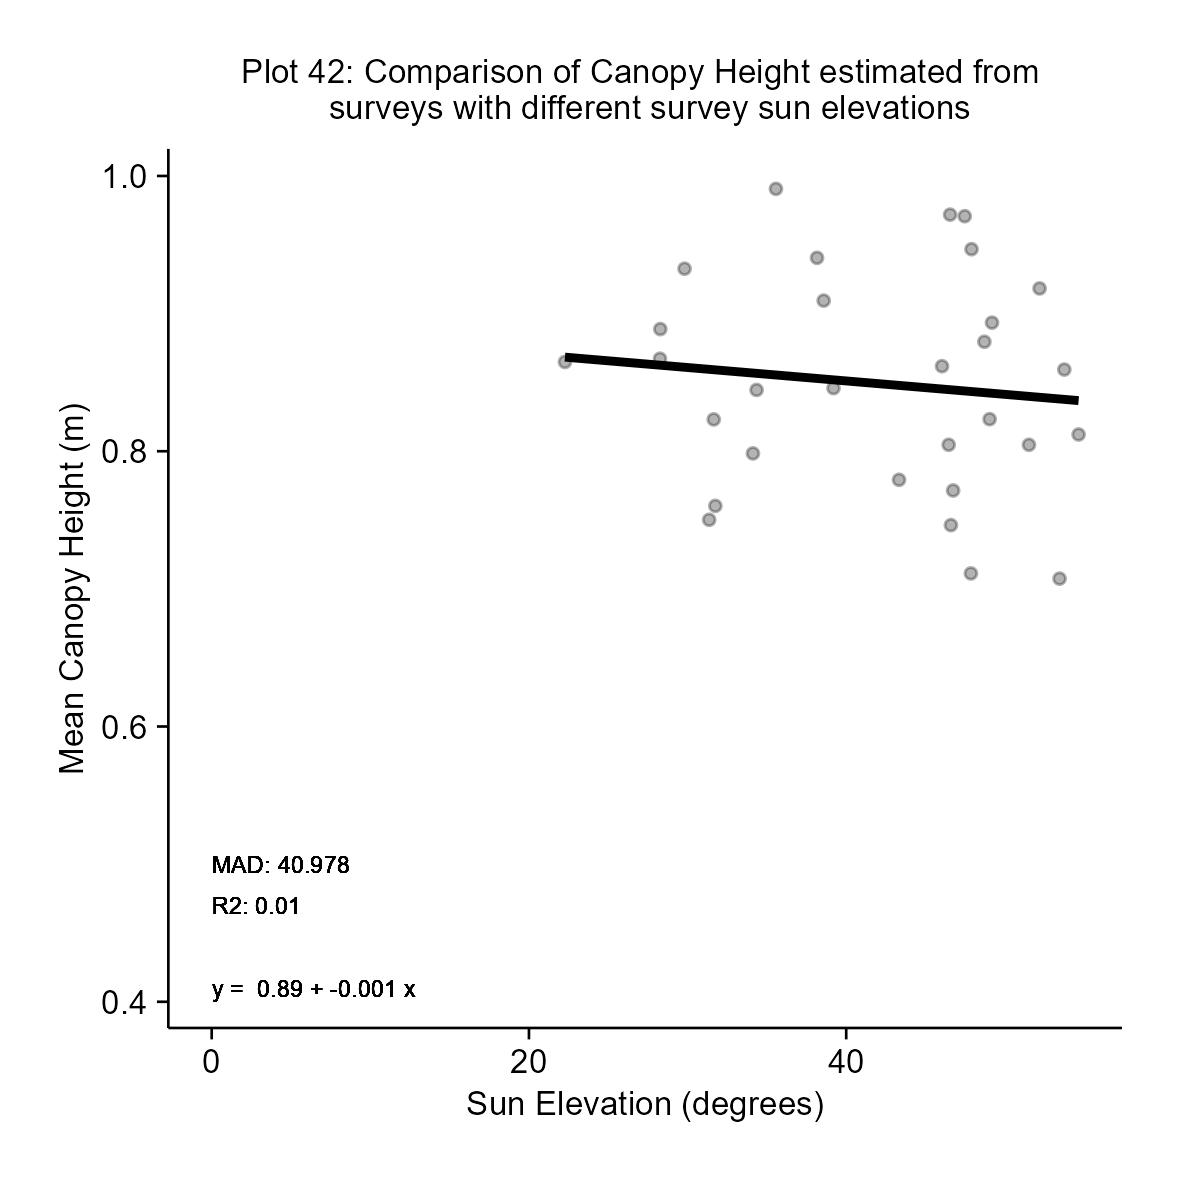 Plot 42: Comparison of Canopy Height estimated from
surveys with different survey sun elevations
1.0
0.8
0.6
0.4
Mean Canopy Height (m)
MAD: 40.978
R2: 0.01
y =  0.89 + -0.001 x
0
20
40
Sun Elevation (degrees)